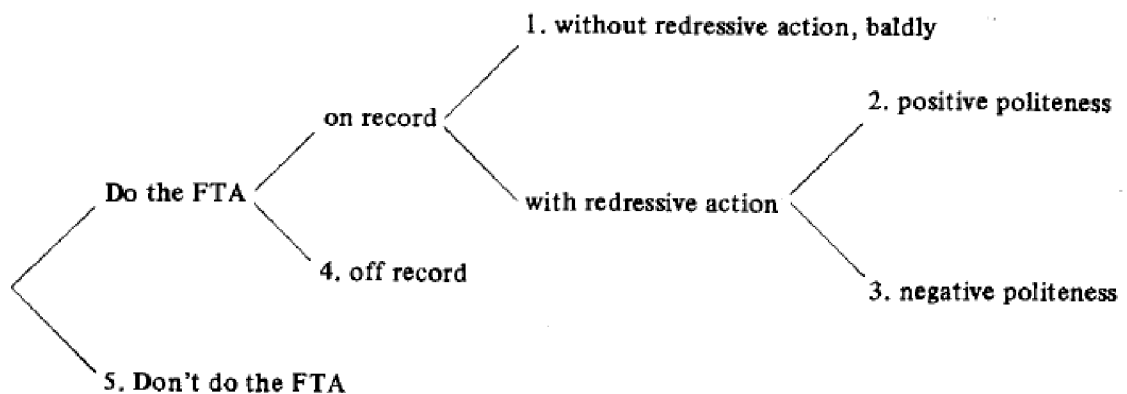 1. without redressive action, baldly
on record
2. positive politeness
Do the FTA
with redressive action
4. off record
3. negative politeness
5. Don't do the FTA